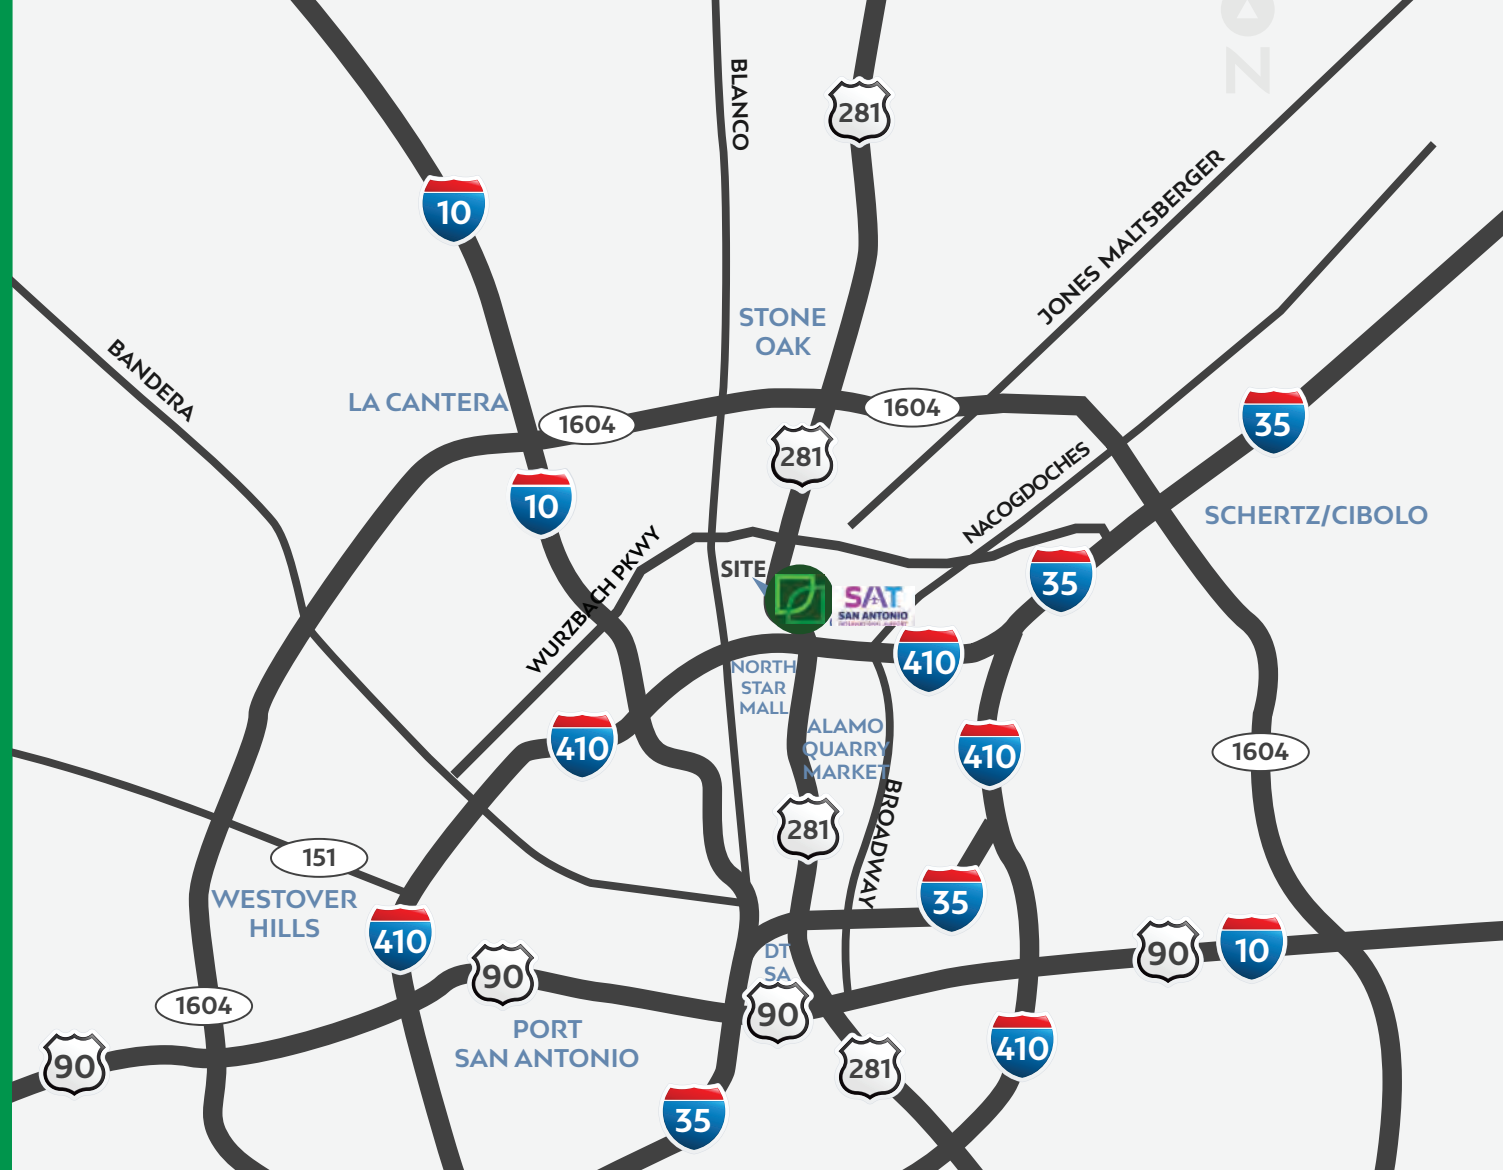 N
BLANCO
281
10
JONES MALTSBERGER
STONE
OAK
BANDERA
LA CANTERA
1604
1604
35
281
NACOGDOCHES
10
SCHERTZ/CIBOLO
WURZBACH PKWY
SITE
35
SAT
SAN ANTONIO
INTERNATIONAL AIRPORT
410
NORTH
STAR
MALL
410
ALAMO
QUARRY
MARKET
410
1604
BROADWAY
281
151
WESTOVER
HILLS
35
410
DT
SA
90
10
90
1604
90
PORT
SAN ANTONIO
410
90
281
35